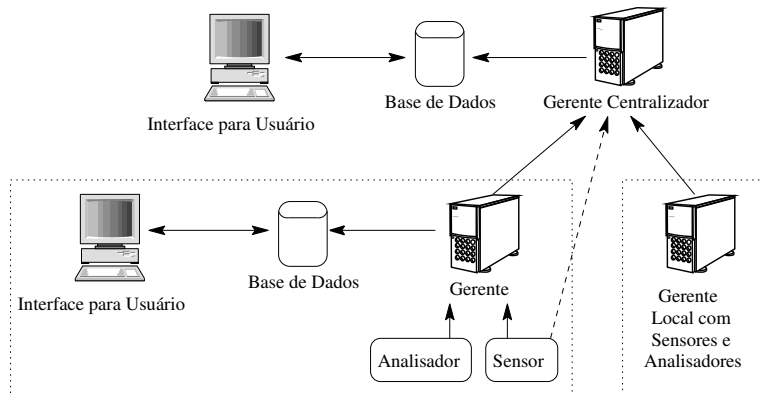 Base de Dados
Gerente Centralizador
Interface para Usuário
Interface para Usuário
Base de Dados
Gerente
Analisador
Sensor
Gerente
Local com
Sensores e
Analisadores